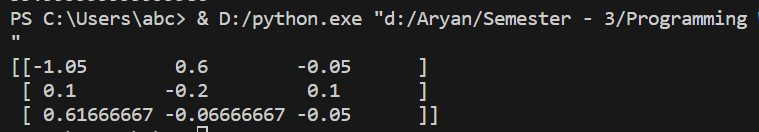 PS C:\Users\abc> & D:/python.exe "d:/Aryan/Semester - 3/Programming
"
[[-1.05 0.6 -0.05 ]
[ 0.1 -0.2 0.1 ]
[ 0.61666667 -0.06666667 -0.05 ]]